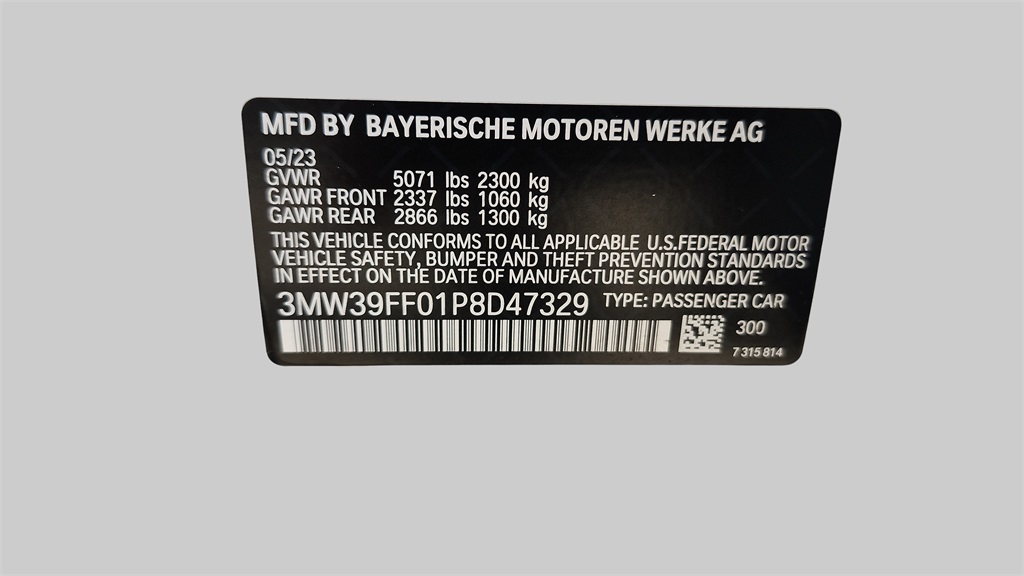 MFD BY BAYERISCHE MOTOREN WERKE AG
05/23
GVWR 5071 lbs 2300 kg
GAWR FRONT 2337 lbs 1060 kg
GAWR REAR 2866 lbs 1300 kg
THIS VEHICLE CONFORMS TO ALL APPLICABLE U.S.FEDERAL MOTOR
VEHICLE SAFETY, BUMPER AND THEFT PREVENTION STANDARDS
IN EFFECT ON THE DATE OF MANUFACTURE SHOWN ABOVE.
3MW39FF01P8D47329 TYPE: PASSENGER CAR
300
7 315 814